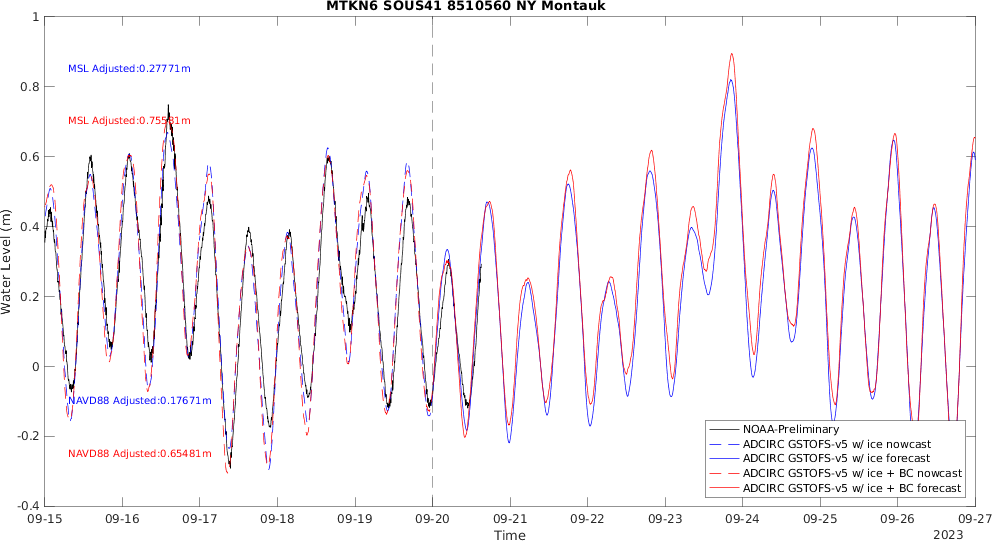 MTKN6 SOUS41 8510560 NY Montauk
1
0.8
0.6
0.4
0.2
0
-0.2
-0.4
Water Level (m)
MSL Adjusted:0.27771m
MSL Adjusted:0.75581m
NAVD88 Adjusted:0.17671m
NAVD88 Adjusted:0.65481m
NOAA-Preliminary
ADCIRC GSTOFS-v5 w/ ice nowcast
ADCIRC GSTOFS-v5 w/ ice forecast
ADCIRC GSTOFS-v5 w/ ice + BC nowcast
ADCIRC GSTOFS-v5 w/ ice + BC forecast
09-15 09-16 09-17 09-18 09-19 09-20 09-21 09-22 09-23 09-24 09-25 09-26 09-27
Time
2023